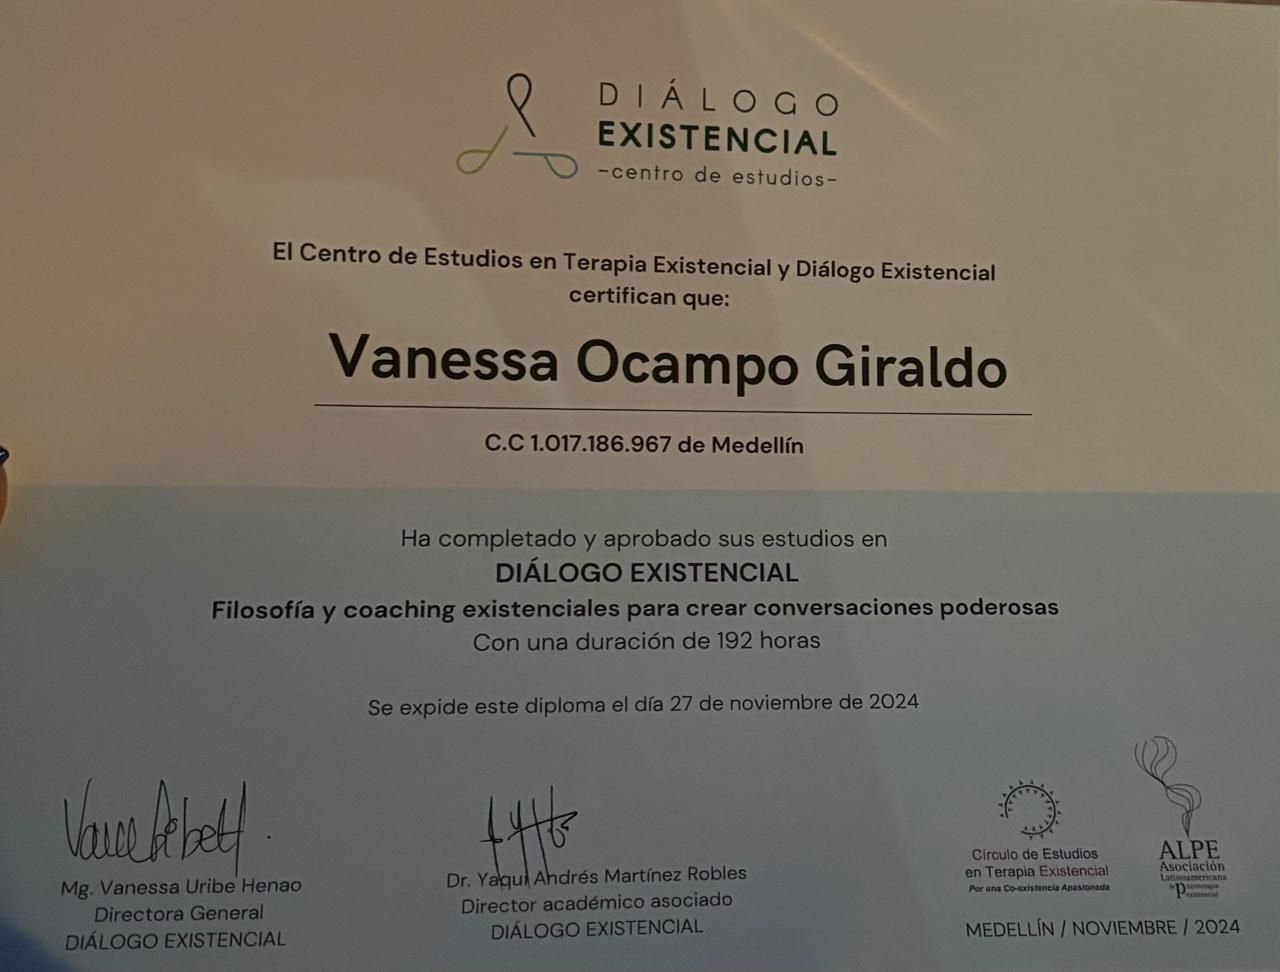 DIÁLOGO
EXISTENCIAL
-centro de estudios-
El Centro de Estudios en Terapia Existencial y Diálogo Existencial
certifican que:
Vanessa Ocampo Giraldo
C.C 1.017.186.967 de Medellín
Ha completado y aprobado sus estudios en
DIÁLOGO EXISTENCIAL
Filosofía y coaching existenciales para crear conversaciones poderosas
Con una duración de 192 horas
Se expide este diploma el día 27 de noviembre de 2024
Mg. Vanessa Uribe Henao
Directora General
DIÁLOGO EXISTENCIAL
Dr. Yaqui Andrés Martínez Robles
Director académico asociado
DIÁLOGO EXISTENCIAL
Círculo de Estudios
en Terapia Existencial
Por una Co-existencia Apasionada
ALPE
Asociación
Latinoamericana
de Psicoterapia
existencial
MEDELLÍN / NOVIEMBRE / 2024